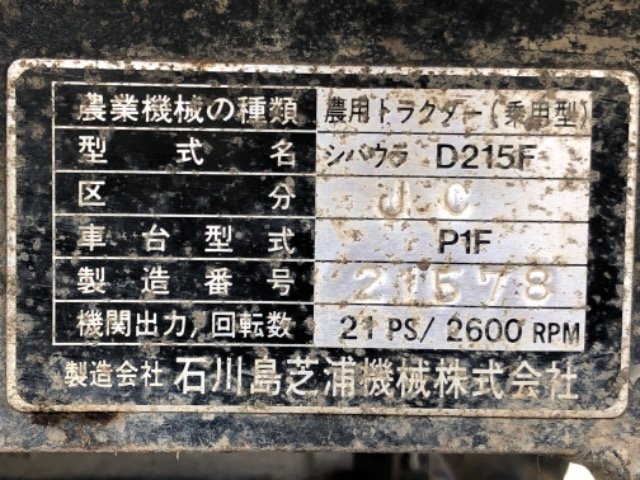 農業機械の種類 農用トラクター(乗用型)
型式名 シバウラ D215F
区分 JC
車台型式 P1F
製造番号 21578
機関出力/回転数 21 PS/2600 RPM
製造会社 石川島芝浦機械株式会社